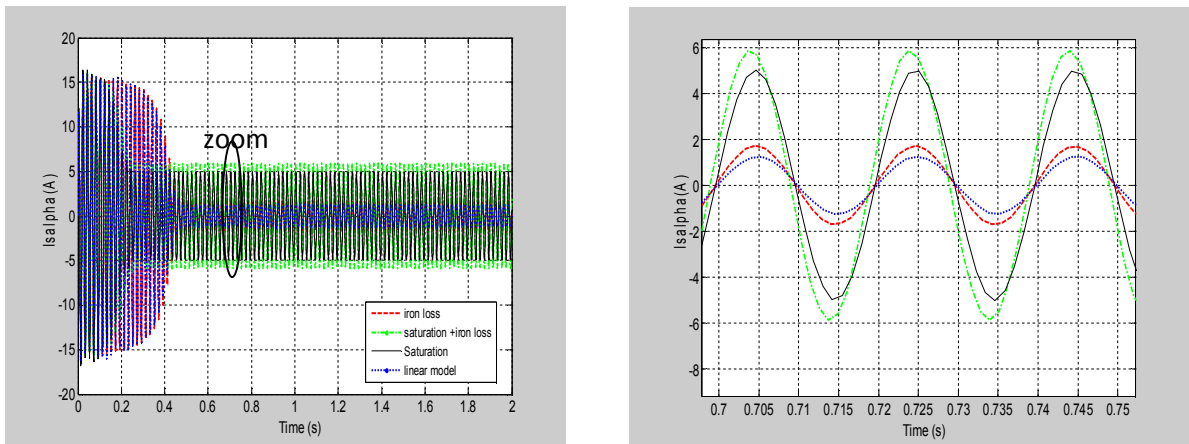 20
15
10
5
0
-5
-10
-15
-20
Isalpha (A)
zoom
iron loss
saturation +iron loss
Saturation
linear model
0 0.2 0.4 0.6 0.8 1 1.2 1.4 1.6 1.8 2
Time (s)
6
4
2
0
-2
-4
-6
-8
Isalpha (A)
0.7 0.705 0.71 0.715 0.72 0.725 0.73 0.735 0.74 0.745 0.75
Time (s)